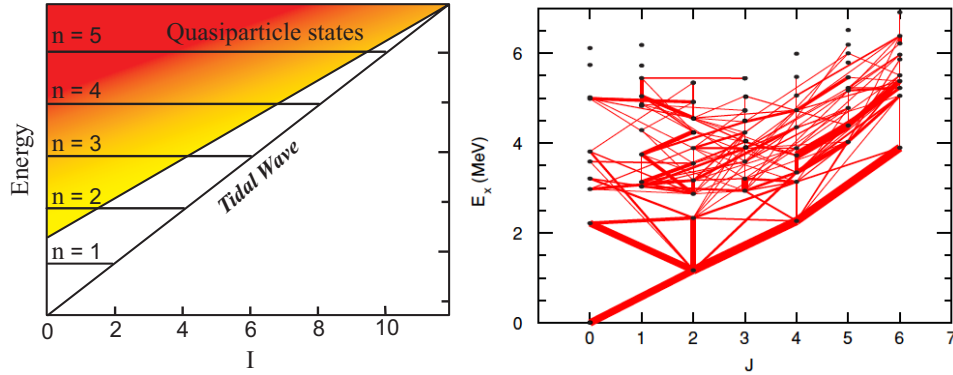 n = 5
Quasiparticle states
n = 4
n = 3
n = 2
n = 1
Tidal Wave
Energy
0 2 4 6 8 10
I
E_x (MeV)
6
4
2
0
0 1 2 3 4 5 6 7
J